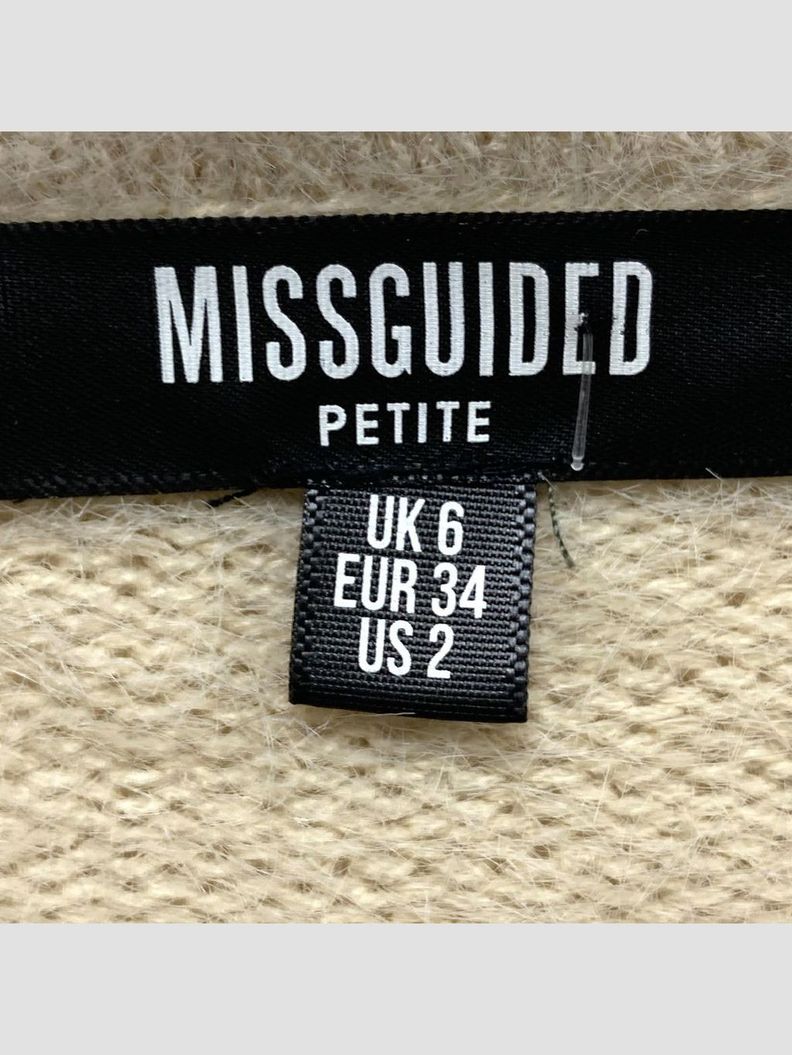 MISSGUIDED
PETITE
UK 6
EUR 34
US 2